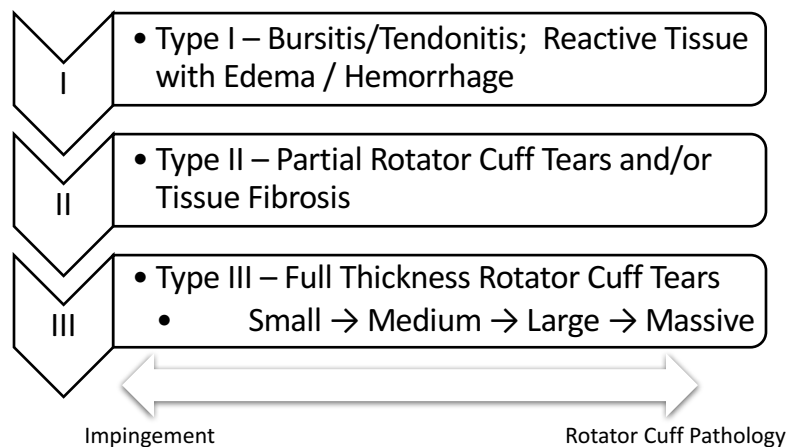 I
• Type I – Bursitis/Tendonitis; Reactive Tissue
with Edema / Hemorrhage
II
• Type II – Partial Rotator Cuff Tears and/or
Tissue Fibrosis
III
• Type III – Full Thickness Rotator Cuff Tears
• Small → Medium → Large → Massive
Impingement Rotator Cuff Pathology